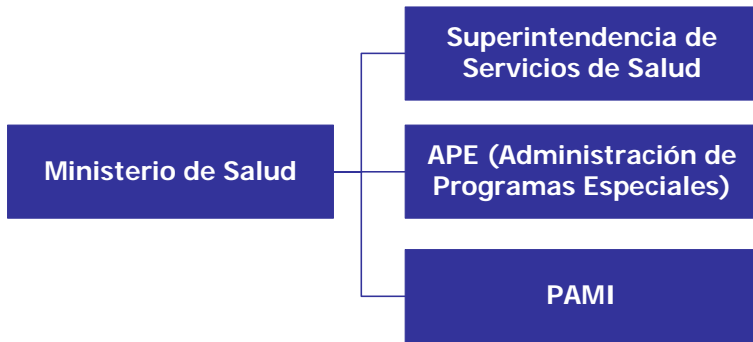 Superintendencia de
Servicios de Salud
Ministerio de Salud
APE (Administración de
Programas Especiales)
PAMI